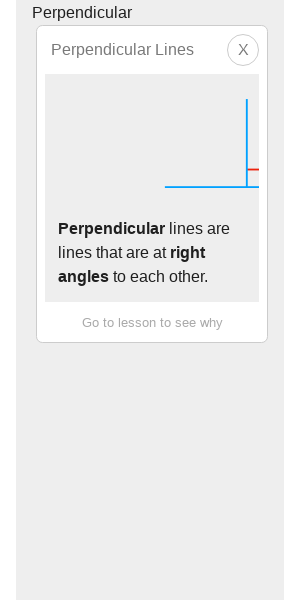 Perpendicular
Perpendicular Lines
X
Perpendicular lines are
lines that are at right
angles to each other.
Go to lesson to see why